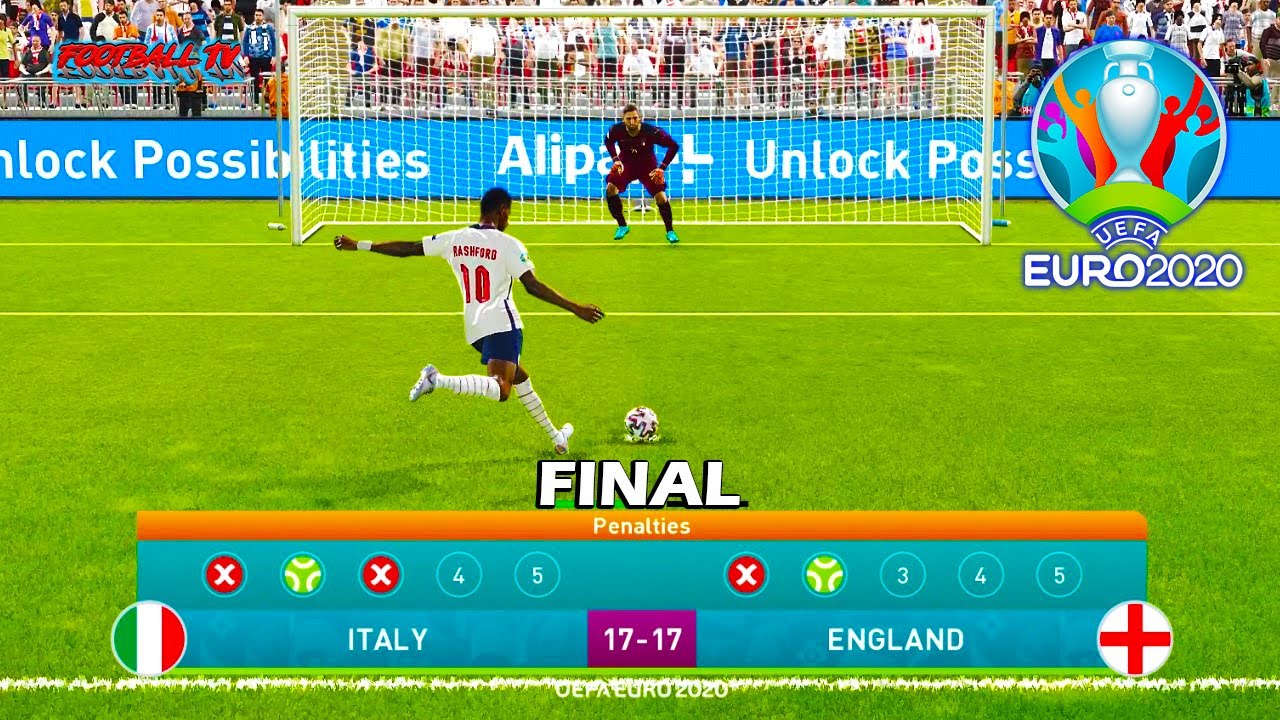 FOOTBALL TV
nlock Possibilities
Alipa
Unlock Poss
RASHFORD
10
UEFA
EURO2020
FINAL
Penalties
4 5
3 4 5
ITALY 17-17 ENGLAND
UEFA EURO 2020